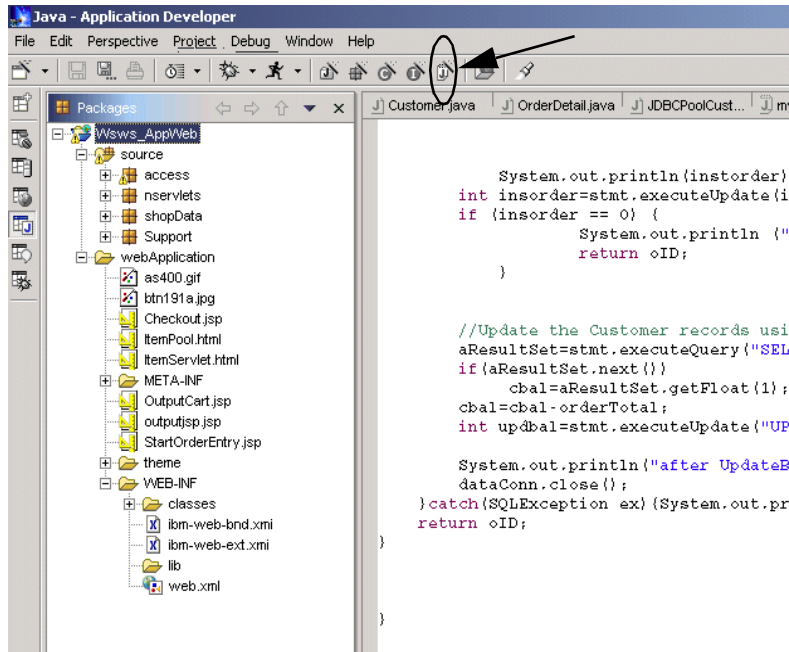 Java - Application Developer
File Edit Perspective Project Debug Window Help
Packages
Customer.java
OrderDetail.java
JDBCPoolCust...
Wsws_AppWeb
source
access
nservlets
shopData
Support
webApplication
as400.gif
btn191a.jpg
Checkout.jsp
ItemPool.html
ItemServlet.html
META-INF
OutputCart.jsp
outputjsp.jsp
StartOrderEntry.jsp
theme
WEB-INF
classes
ibm-web-bnd.xmi
ibm-web-ext.xmi
lib
web.xml
System.out.println(instorder)
int insorder=stmt.executeUpdate(i
if (insorder == 0) {
System.out.println ("
return oID;
}
//Update the Customer records usi
aResultSet=stmt.executeQuery("SEL
if(aResultSet.next())
cbal=aResultSet.getFloat(1);
cbal=cbal-orderTotal;
int updbal=stmt.executeUpdate("UP
System.out.println("after UpdateB
dataConn.close();
}catch(SQLException ex){System.out.pr
return oID;
}
}